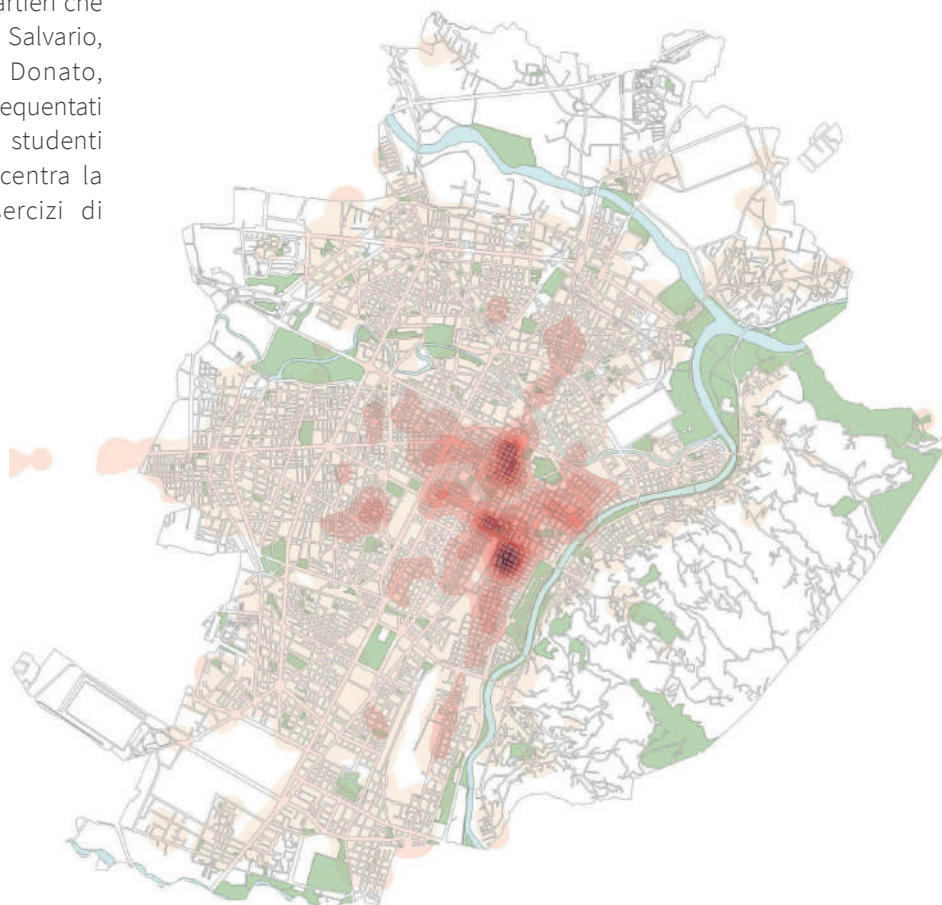 artieri che
Salvario,
Donato,
equentati
studenti
centra la
ercizi di